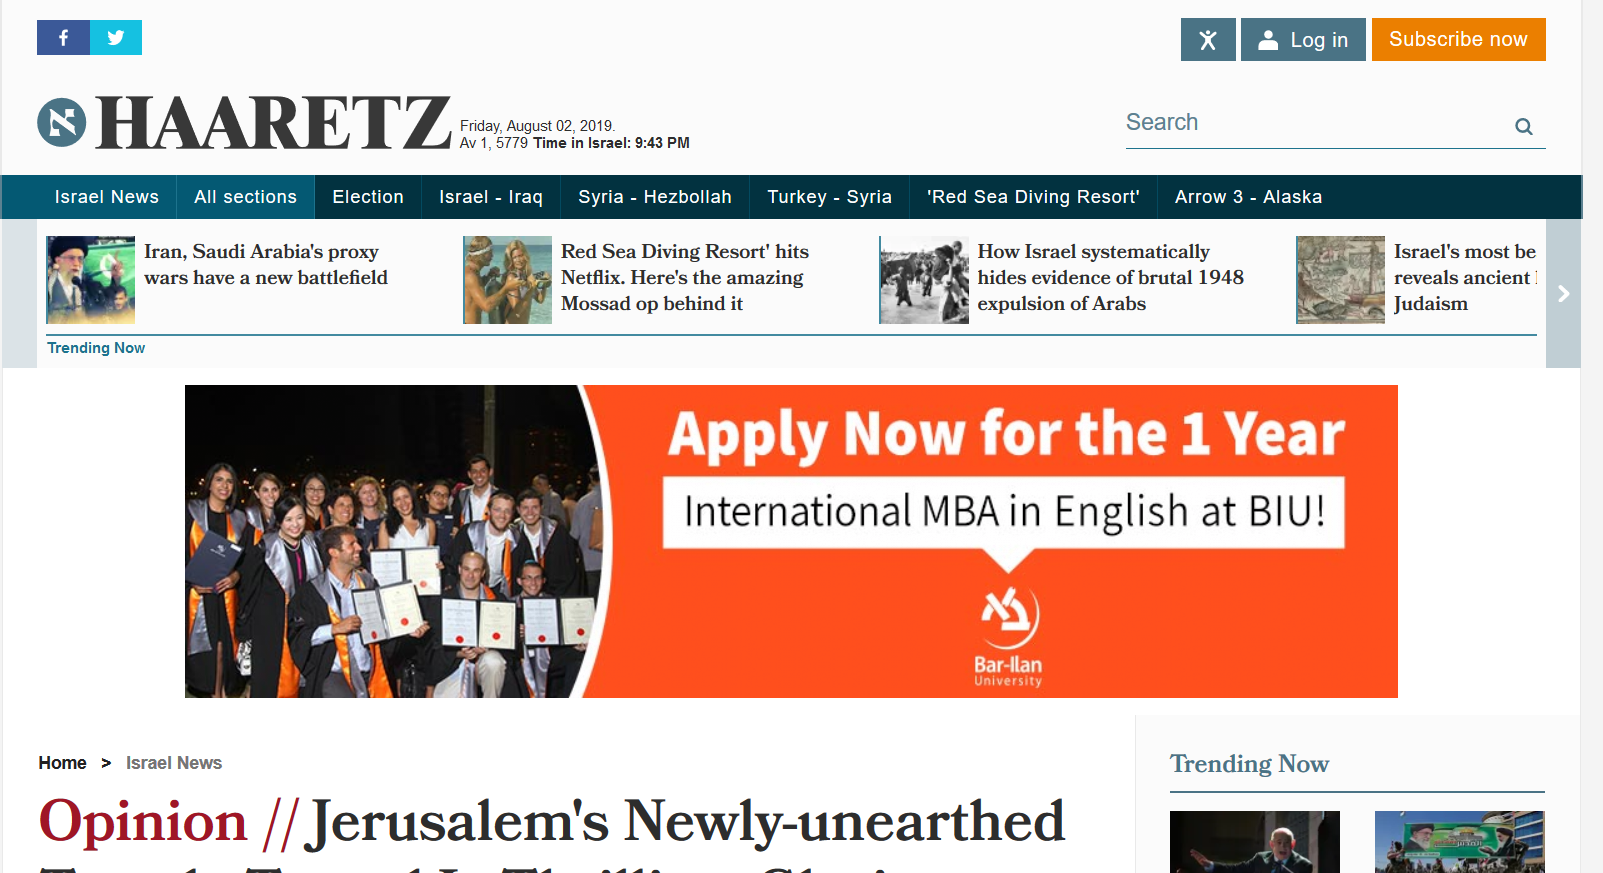 Log in
Subscribe now
HAARETZ
Friday, August 02, 2019.
Av 1, 5779 Time in Israel: 9:43 PM
Search
Israel News
All sections
Election
Israel - Iraq
Syria - Hezbollah
Turkey - Syria
'Red Sea Diving Resort'
Arrow 3 - Alaska
Iran, Saudi Arabia's proxy
wars have a new battlefield
Red Sea Diving Resort' hits
Netflix. Here's the amazing
Mossad op behind it
How Israel systematically
hides evidence of brutal 1948
expulsion of Arabs
Israel's most be
reveals ancient
Judaism
Trending Now
Apply Now for the 1 Year
International MBA in English at BIU!
Bar-Ilan
University
Home > Israel News
Trending Now
Opinion // Jerusalem's Newly-unearthed